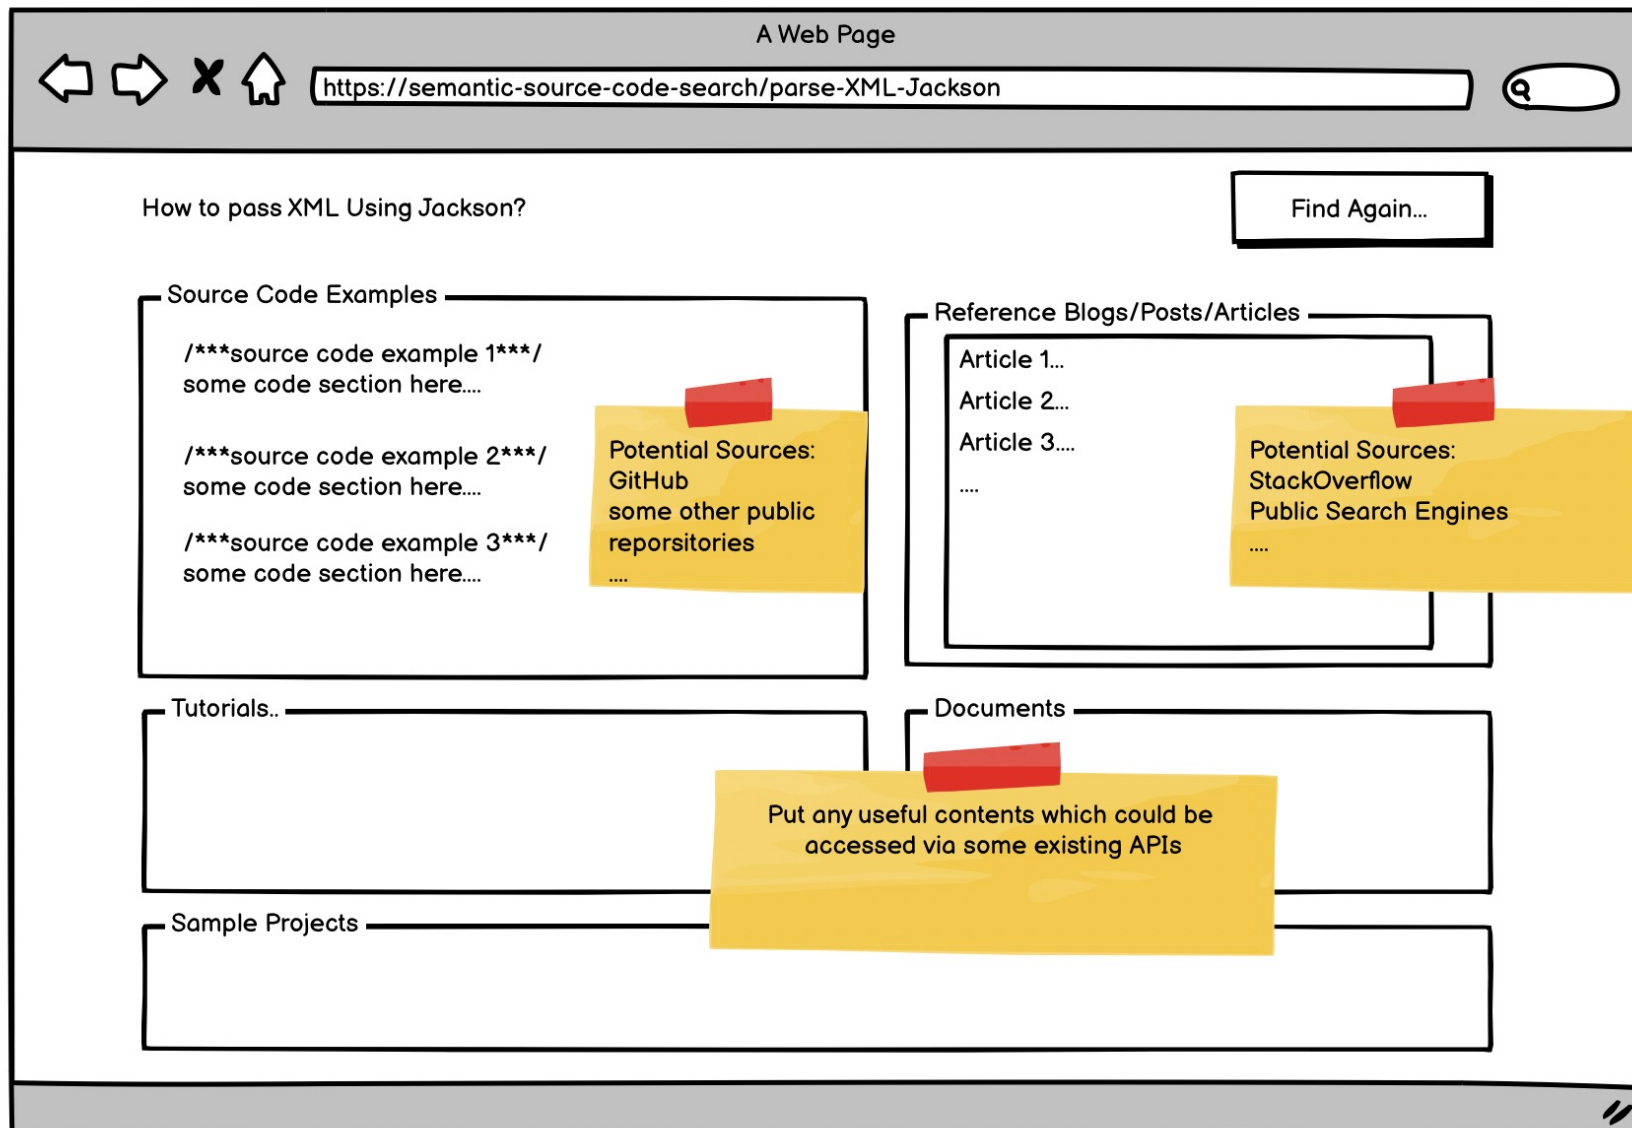 A Web Page
https://semantic-source-code-search/parse-XML-Jackson
How to pass XML Using Jackson?
Find Again...
Source Code Examples
/***source code example 1***/
some code section here....
/***source code example 2***/
some code section here....
/***source code example 3***/
some code section here....
Potential Sources:
GitHub
some other public
reporsitories
....
Reference Blogs/Posts/Articles
Article 1...
Article 2...
Article 3....
....
Potential Sources:
StackOverflow
Public Search Engines
....
Tutorials..
Documents
Put any useful contents which could be
accessed via some existing APIs
Sample Projects